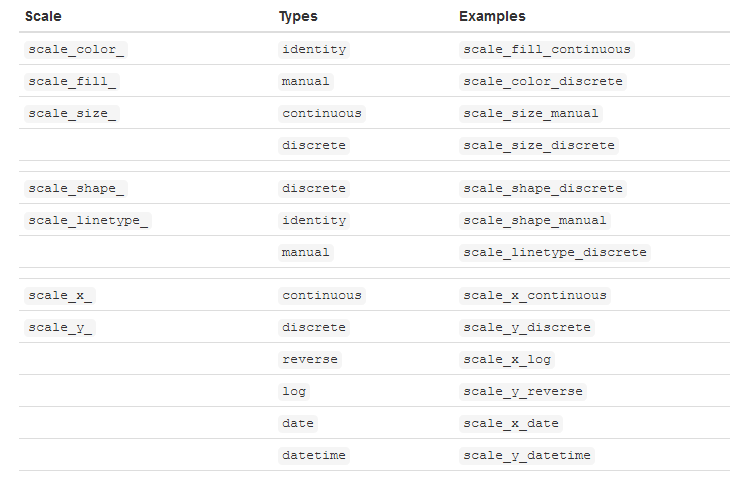 Scale Types Examples
scale_color_ identity scale_fill_continuous
scale_fill_ manual scale_color_discrete
scale_size_ continuous scale_size_manual
discrete scale_size_discrete
scale_shape_ discrete scale_shape_discrete
scale_linetype_ identity scale_shape_manual
manual scale_linetype_discrete
scale_x_ continuous scale_x_continuous
scale_y_ discrete scale_y_discrete
reverse scale_x_log
log scale_y_reverse
date scale_x_date
datetime scale_y_datetime